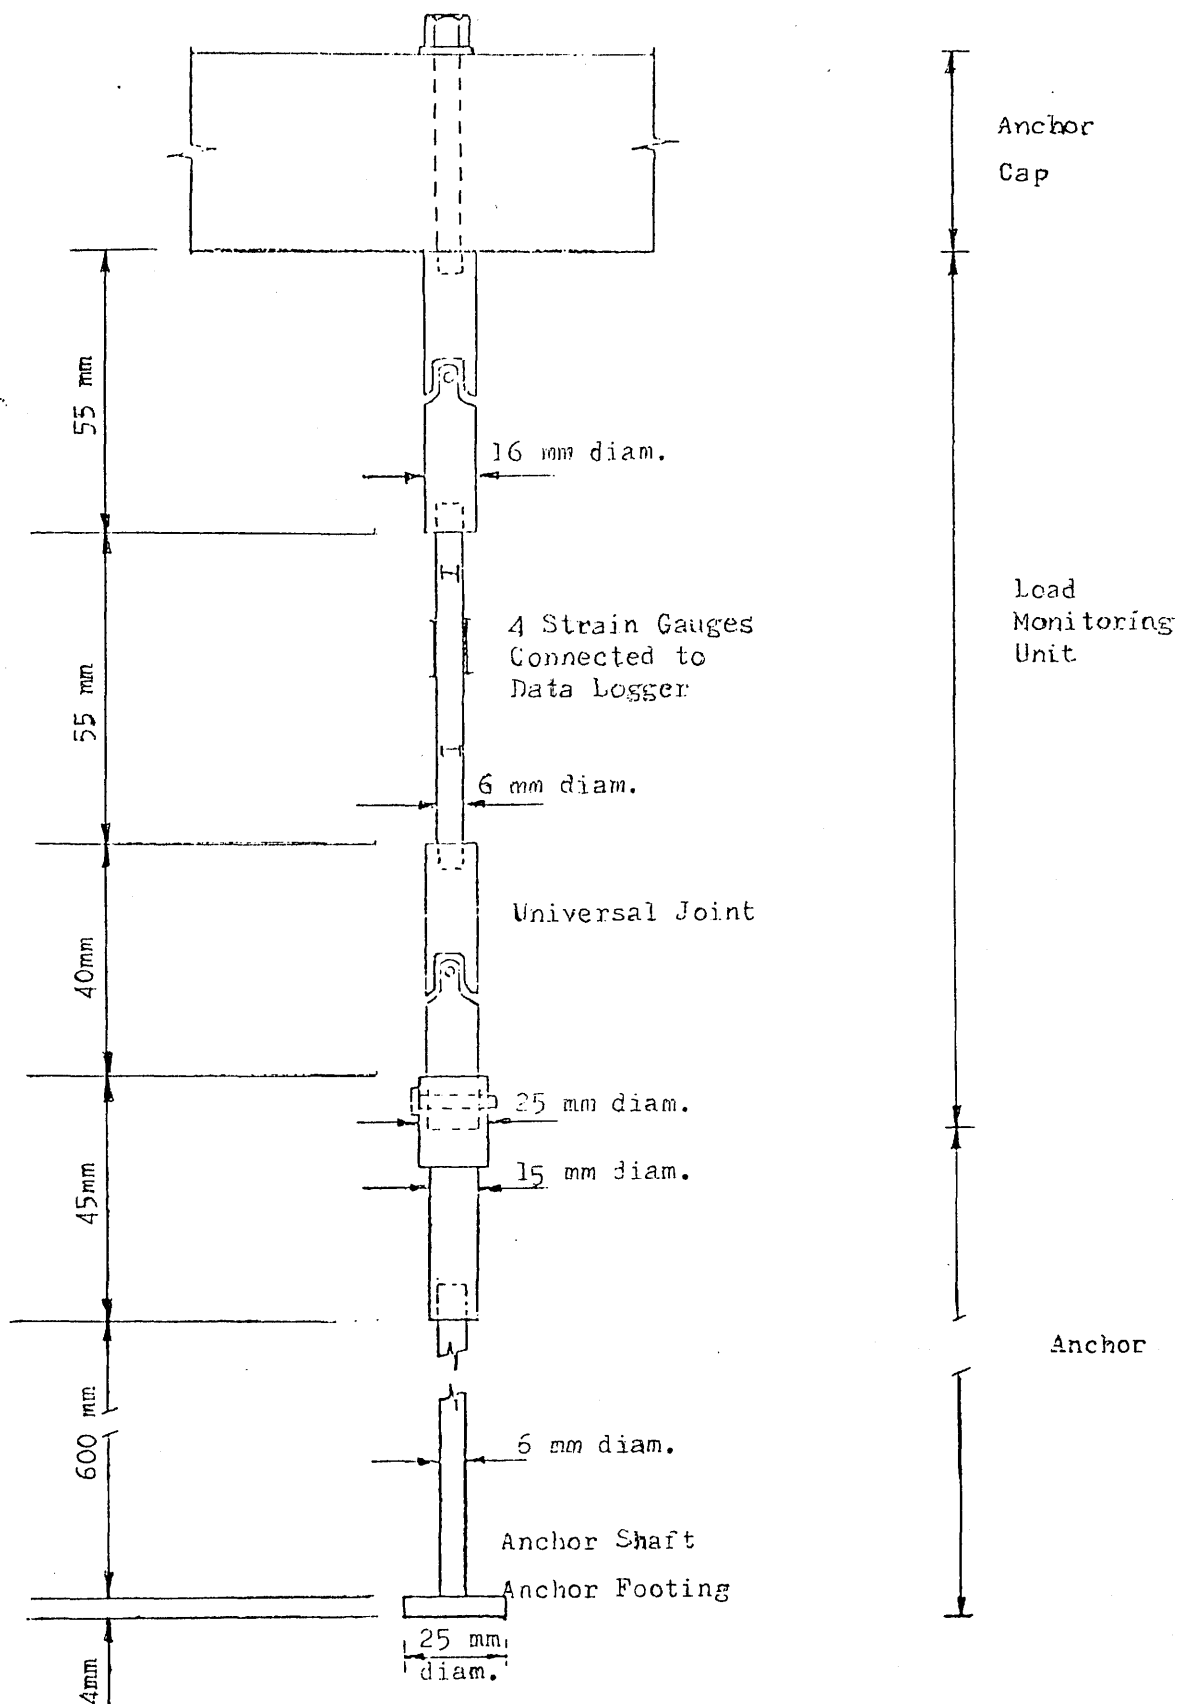 Anchor
Cap
55 mm
16 mm diam.
Load
Monitoring
Unit
4 Strain Gauges
Connected to
Data Logger
55 mm
6 mm diam.
Universal Joint
40mm
25 mm diam.
15 mm diam.
45mm
Anchor
600 mm
6 mm diam.
Anchor Shaft
Anchor Footing
25 mm
diam.
4mm